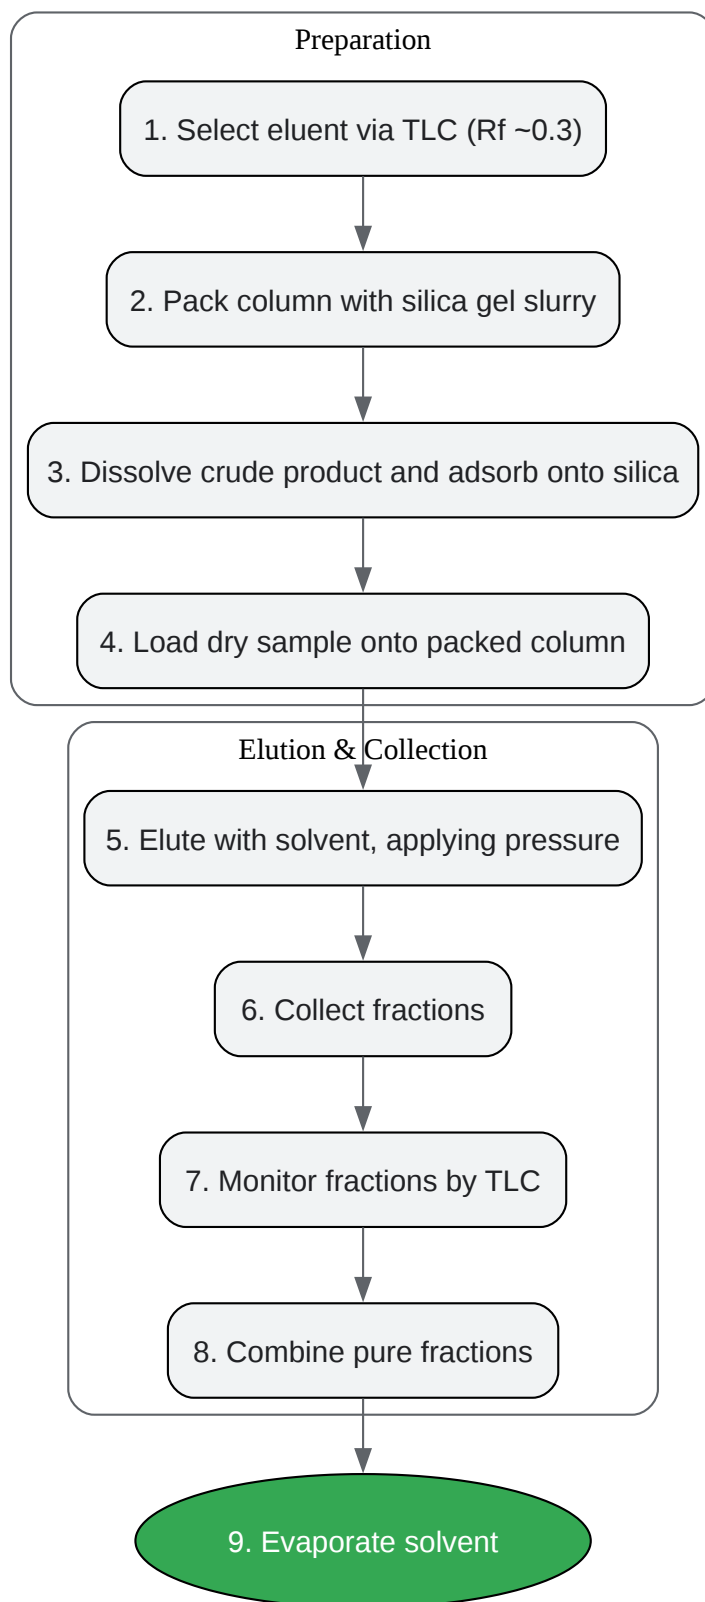 Preparation
1. Select eluent via TLC (Rf ~0.3)
2. Pack column with silica gel slurry
3. Dissolve crude product and adsorb onto silica
4. Load dry sample onto packed column
Elution & Collection
5. Elute with solvent, applying pressure
6. Collect fractions
7. Monitor fractions by TLC
8. Combine pure fractions
9. Evaporate solvent